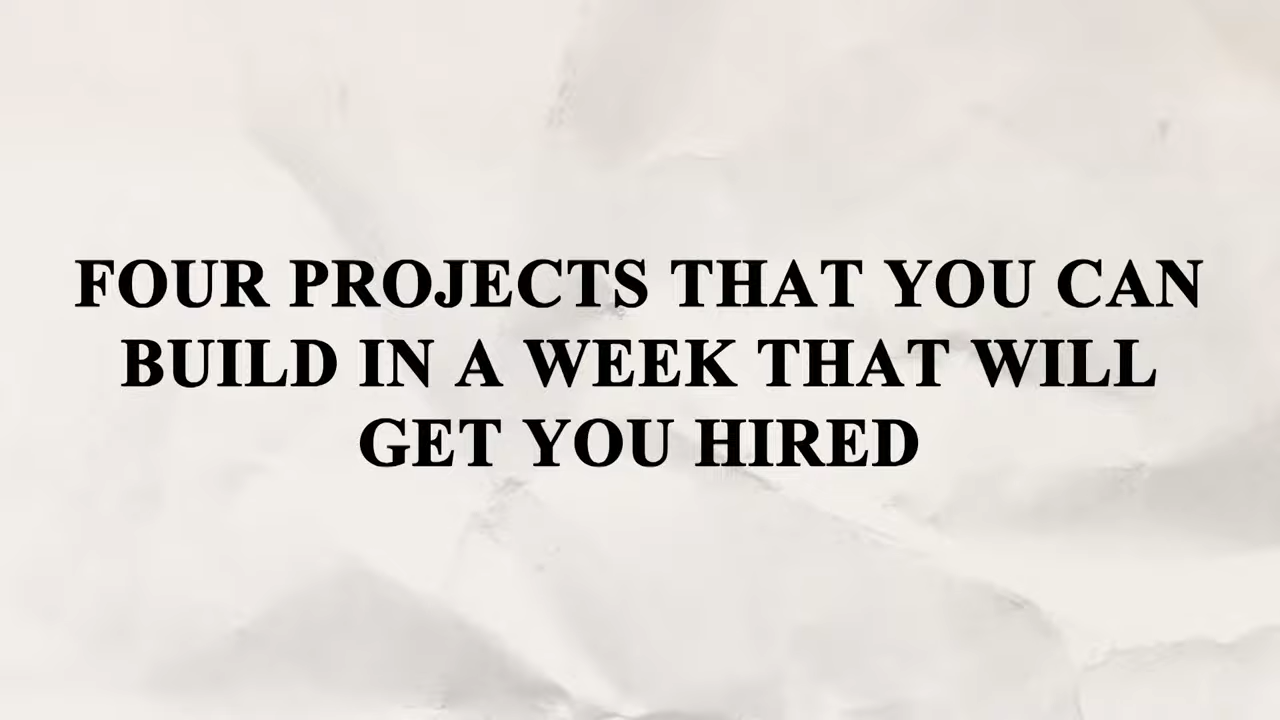 FOUR PROJECTS THAT YOU CAN
BUILD IN A WEEK THAT WILL
GET YOU HIRED